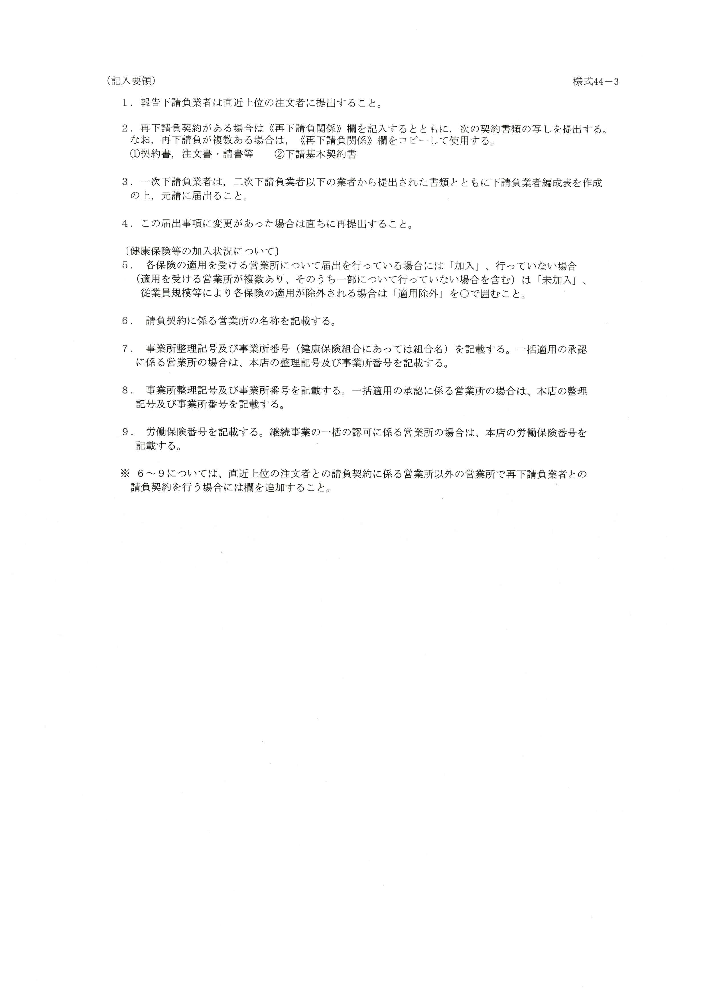 （記入要領）
様式44－3
１．報告下請負業者は直近上位の注文者に提出すること。
２．再下請負契約がある場合は《再下請負関係》欄を記入するとともに，次の契約書類の写しを提出する。
なお，再下請負が複数ある場合は，《再下請負関係》欄をコピーして使用する。
①契約書，注文書・請書等　　②下請基本契約書
３．一次下請負業者は，二次下請負業者以下の業者から提出された書類とともに下請負業者編成表を作成
の上，元請に届出ること。
４．この届出事項に変更があった場合は直ちに再提出すること。
〔健康保険等の加入状況について〕
５．　各保険の適用を受ける営業所について届出を行っている場合には「加入」、行っていない場合
（適用を受ける営業所が複数あり、そのうち一部について行っていない場合を含む）は「未加入」、
従業員規模等により各保険の適用が除外される場合は「適用除外」を○で囲むこと。
６．　請負契約に係る営業所の名称を記載する。
７．　事業所整理記号及び事業所番号（健康保険組合にあっては組合名）を記載する。一括適用の承認
に係る営業所の場合は、本店の整理記号及び事業所番号を記載する。
８．　事業所整理記号及び事業所番号を記載する。一括適用の承認に係る営業所の場合は、本店の整理
記号及び事業所番号を記載する。
９．　労働保険番号を記載する。継続事業の一括の認可に係る営業所の場合は、本店の労働保険番号を
記載する。
※ ６～９については、直近上位の注文者との請負契約に係る営業所以外の営業所で再下請負業者との
請負契約を行う場合には欄を追加すること。